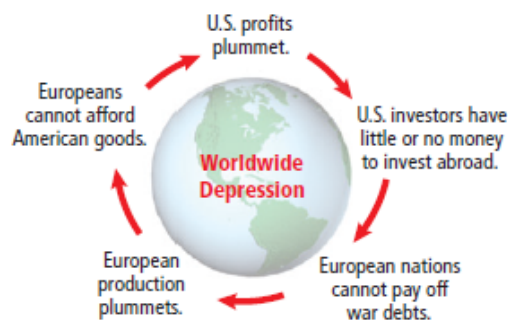 U.S. profits
plummet.
U.S. investors have
little or no money
to invest abroad.
European nations
cannot pay off
war debts.
European
production
plummets.
Europeans
cannot afford
American goods.
Worldwide
Depression